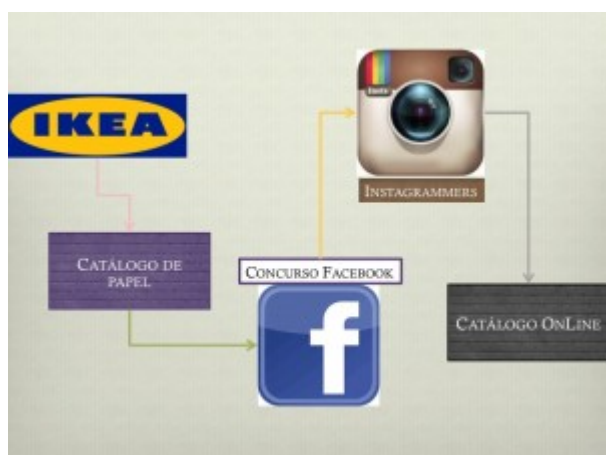 IKEA
CATÁLOGO DE
PAPEL
CONCURSO FACEBOOK
f
INSTAGRAMMERS
CATÁLOGO ONLINE